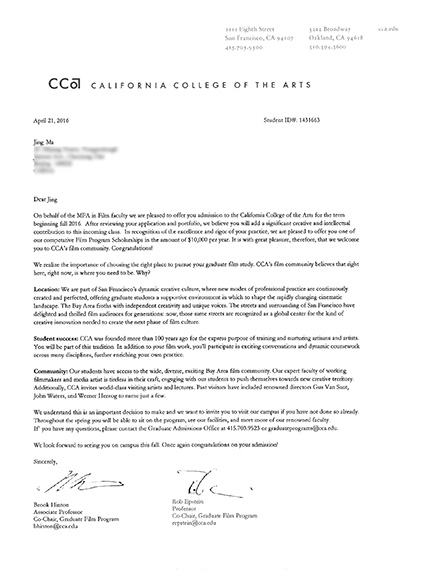 1111 Eighth Street
San Francisco, CA 94107
415.703.9500
5212 Broadway
Oakland, CA 94618
510.594.3600
cca.edu
CCa CALIFORNIA COLLEGE OF THE ARTS
April 21, 2016
Student ID#: 1431663
Jing Ma
Dear Jing
On behalf of the MFA in Film faculty we are pleased to offer you admission to the California College of the Arts for the term
beginning fall 2016. After reviewing your application and portfolio, we believe you will add a significant creative and intellectual
contribution to this incoming class. In recognition of the excellence and rigor of your practice, we are pleased to offer you one
of our competitive Film Program Scholarships in the amount of $10,000 per year. It is with great pleasure, therefore, that we welcome
you to CCA's film community. Congratulations!
We realize the importance of choosing the right place to pursue your graduate film study. CCA's film community believes that right
here, right now, is where you need to be. Why?
Location: We are part of San Francisco's dynamic creative culture, where new modes of professional practice are continuously
created and perfected, offering graduate students a supportive environment in which to shape the rapidly changing cinematic
landscape. The Bay Area froths with independent creativity and unique voices. The streets and surrounding of San Francisco have
delighted and thrilled film audiences for generations: now, those same streets are recognized as a global center for the kind of
creative innovation needed to create the next phase of film culture.
Student success: CCA was founded more than 100 years ago for the express purpose of training and nurturing artisans and artists.
You will be part of this tradition. In addition to your film work, you'll participate in exciting conversations and dynamic coursework
across many disciplines, further enriching your own practice.
Community: Our students have access to the wide, diverse, exciting Bay Area film community. Our expert faculty of working
filmmakers and media artist is tireless in their craft, engaging with our students to push themselves towards new creative territory.
Additionally, CCA invites world-class visiting artists and lectures. Past visitors have included renowned directors Gus Van Sant,
John Waters, and Werner Herzog to name just a few.
We understand this is an important decision to make and we want to invite you to visit our campus if you have not done so already.
Throughout the spring you will be able to sit on the program, see our facilities, and meet more of our renowned faculty.
If you have any questions, please contact the Graduate Admissions Office at 415.703.9523 or graduateprograms@cca.edu.
We look forward to seeing you on campus this fall. Once again congratulations on your admission!
Sincerely,
Brook Hinton
Associate Professor
Co-Chair, Graduate Film Program
bhinton@cca.edu
Rob Epstein
Professor
Co-Chair, Graduate Film Program
repstein@cca.edu